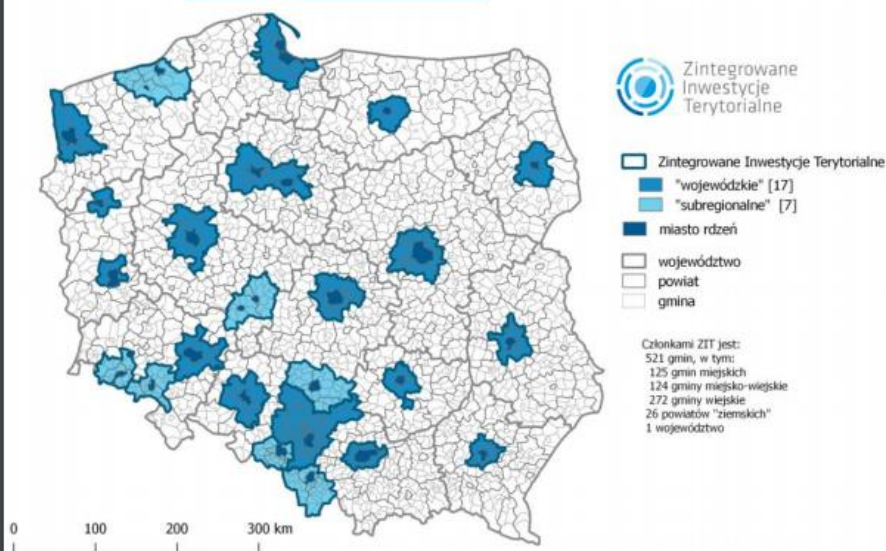 Zintegrowane
Inwestycje
Terytorialne
Zintegrowane Inwestycje Terytorialne
"wojewódzkie" [17]
"subregionalne" [7]
miasto rdzeń
województwo
powiat
gmina
Członkami ZIT jest:
521 gmin, w tym:
125 gmin miejskich
124 gminy miejsko-wiejskie
272 gminy wiejskie
26 powiatów "ziemskich"
1 województwo
0 100 200 300 km